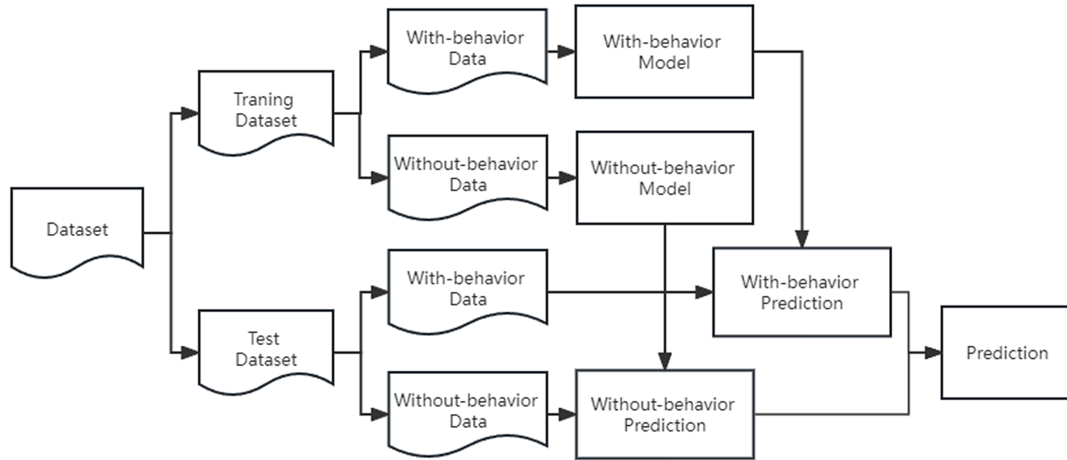 With-behavior
Data
With-behavior
Model
Traning
Dataset
Without-behavior
Data
Without-behavior
Model
Dataset
With-behavior
Data
With-behavior
Prediction
Test
Dataset
Prediction
Without-behavior
Data
Without-behavior
Prediction